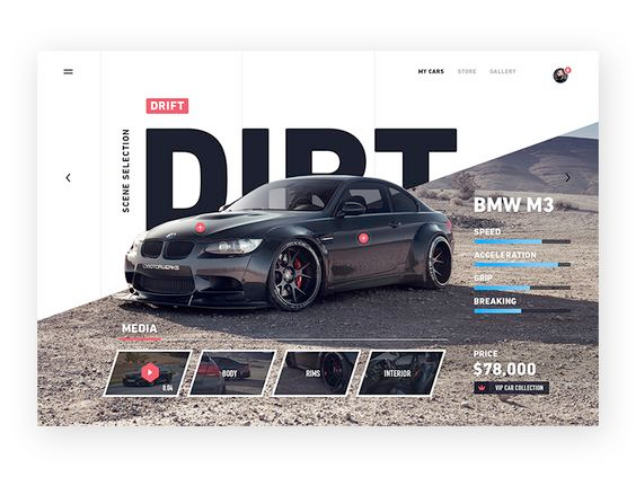 MY CARS STORE GALLERY
DRIFT
SCENE SELECTION
DIRT
BMW M3
SPEED
ACCELERATION
GRIP
BREAKING
MEDIA
0:04
BODY
RIMS
INTERIOR
PRICE
$78,000
VIP CAR COLLECTION